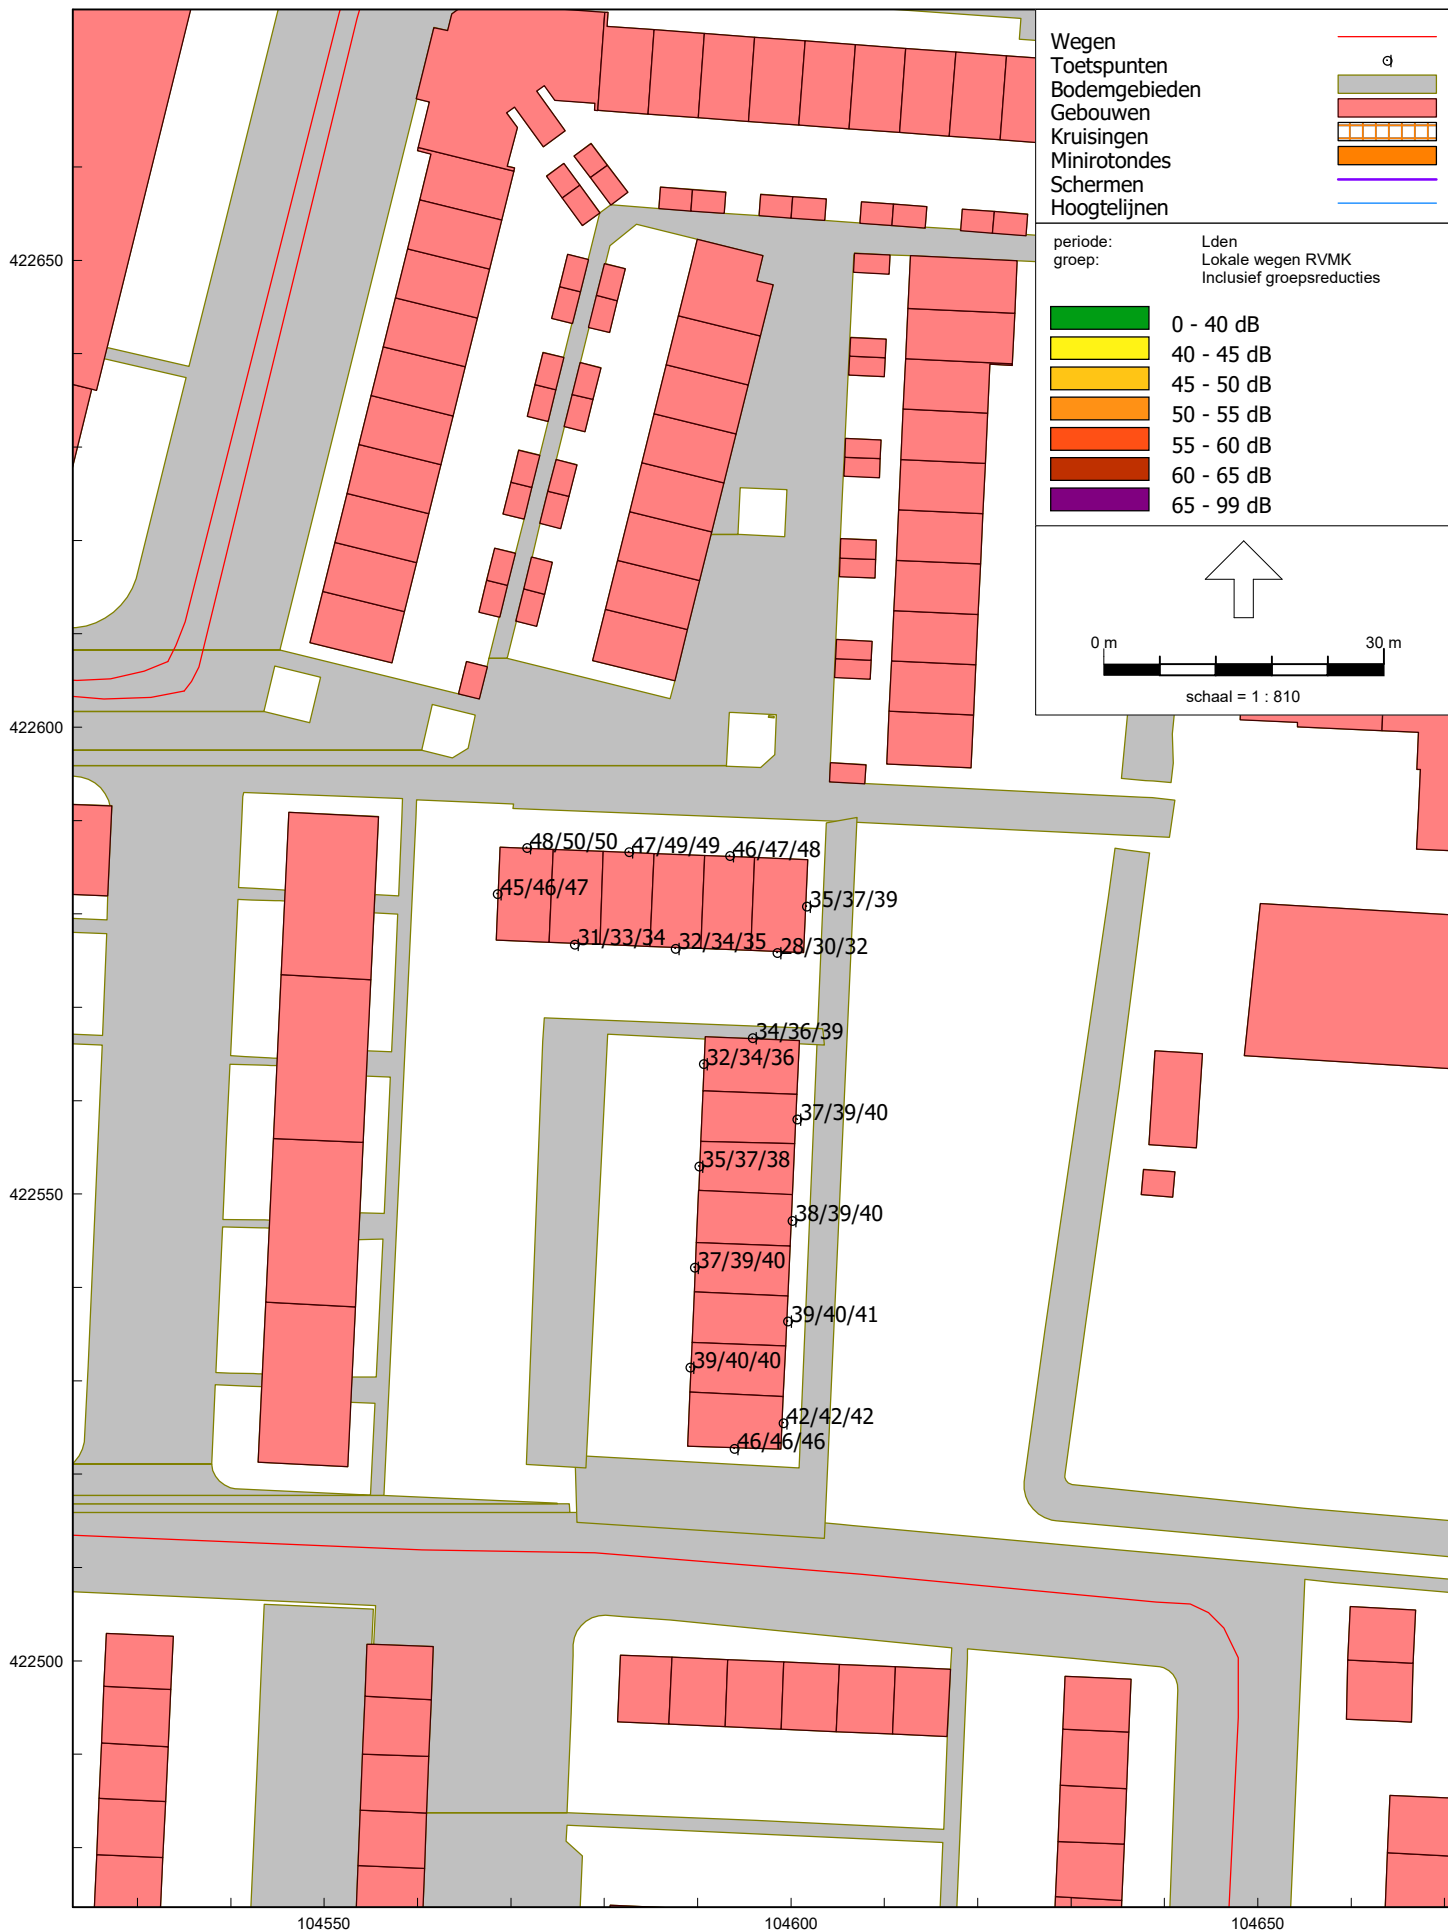 Wegen
Toetspunten
Bodemgebieden
Gebouwen
Kruisingen
Minirotondes
Schermen
Hoogtelijnen
periode: Lden
groep: Lokale wegen RVMK
Inclusief groepsreducties
0 - 40 dB
40 - 45 dB
45 - 50 dB
50 - 55 dB
55 - 60 dB
60 - 65 dB
65 - 99 dB
0 m 30 m
schaal = 1 : 810
422650
422600
48/50/50 47/49/49 46/47/48
45/46/47 35/37/39
31/33/34 32/34/35 28/30/32
34/36/39
32/34/36
37/39/40
35/37/38
422550
38/39/40
37/39/40
39/40/41
39/40/40
42/42/42
46/46/46
422500
104550 104600 104650